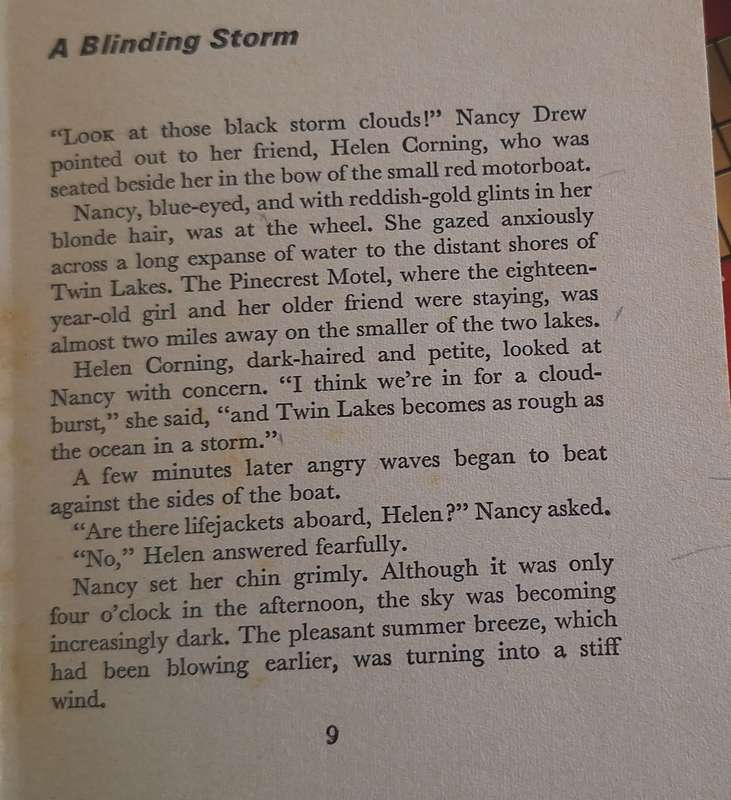 A Blinding Storm
“Look at those black storm clouds!” Nancy Drew
pointed out to her friend, Helen Corning, who was
seated beside her in the bow of the small red motorboat.
Nancy, blue-eyed, and with reddish-gold glints in her
blonde hair, was at the wheel. She gazed anxiously
across a long expanse of water to the distant shores of
Twin Lakes. The Pinecrest Motel, where the eighteen-
year-old girl and her older friend were staying, was
almost two miles away on the smaller of the two lakes.
Helen Corning, dark-haired and petite, looked at
Nancy with concern. “I think we’re in for a cloud-
burst,” she said, “and Twin Lakes becomes as rough as
the ocean in a storm.”
A few minutes later angry waves began to beat
against the sides of the boat.
“Are there lifejackets aboard, Helen?” Nancy asked.
“No,” Helen answered fearfully.
Nancy set her chin grimly. Although it was only
four o’clock in the afternoon, the sky was becoming
increasingly dark. The pleasant summer breeze, which
had been blowing earlier, was turning into a stiff
wind.
9